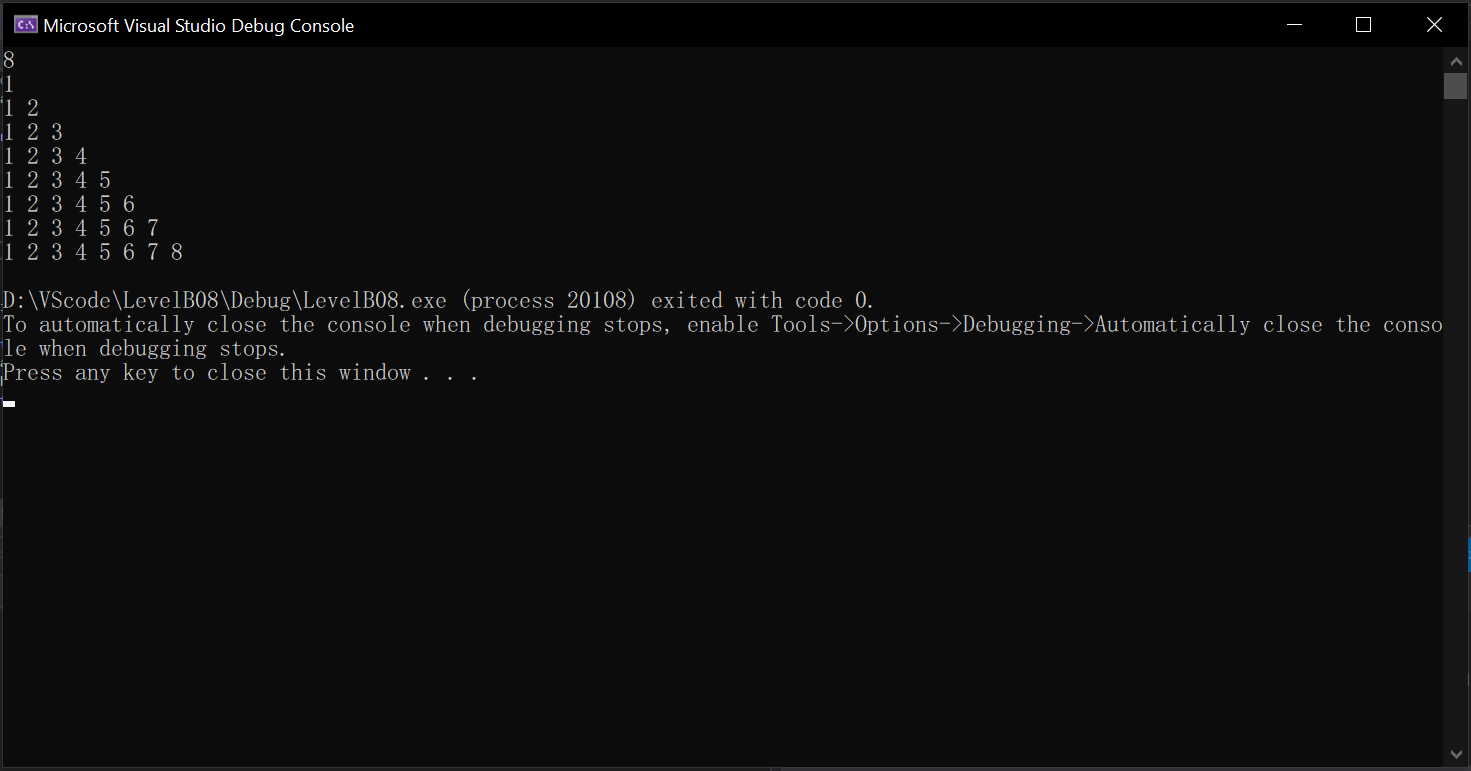 Microsoft Visual Studio Debug Console
8
1
1 2
1 2 3
1 2 3 4
1 2 3 4 5
1 2 3 4 5 6
1 2 3 4 5 6 7
1 2 3 4 5 6 7 8
D:\VScode\LevelB08\Debug\LevelB08.exe (process 20108) exited with code 0.
To automatically close the console when debugging stops, enable Tools->Options->Debugging->Automatically close the conso
le when debugging stops.
Press any key to close this window . . .